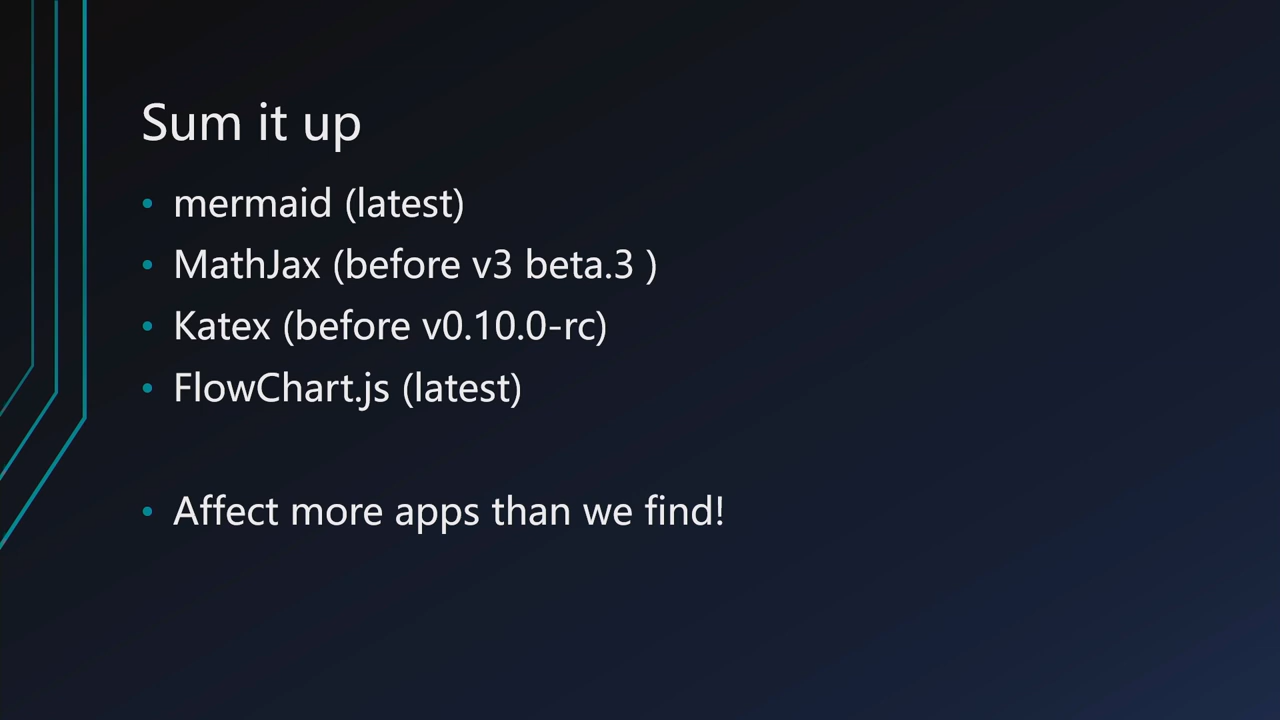 Sum it up
• mermaid (latest)
• MathJax (before v3 beta.3 )
• Katex (before v0.10.0-rc)
• FlowChart.js (latest)
• Affect more apps than we find!